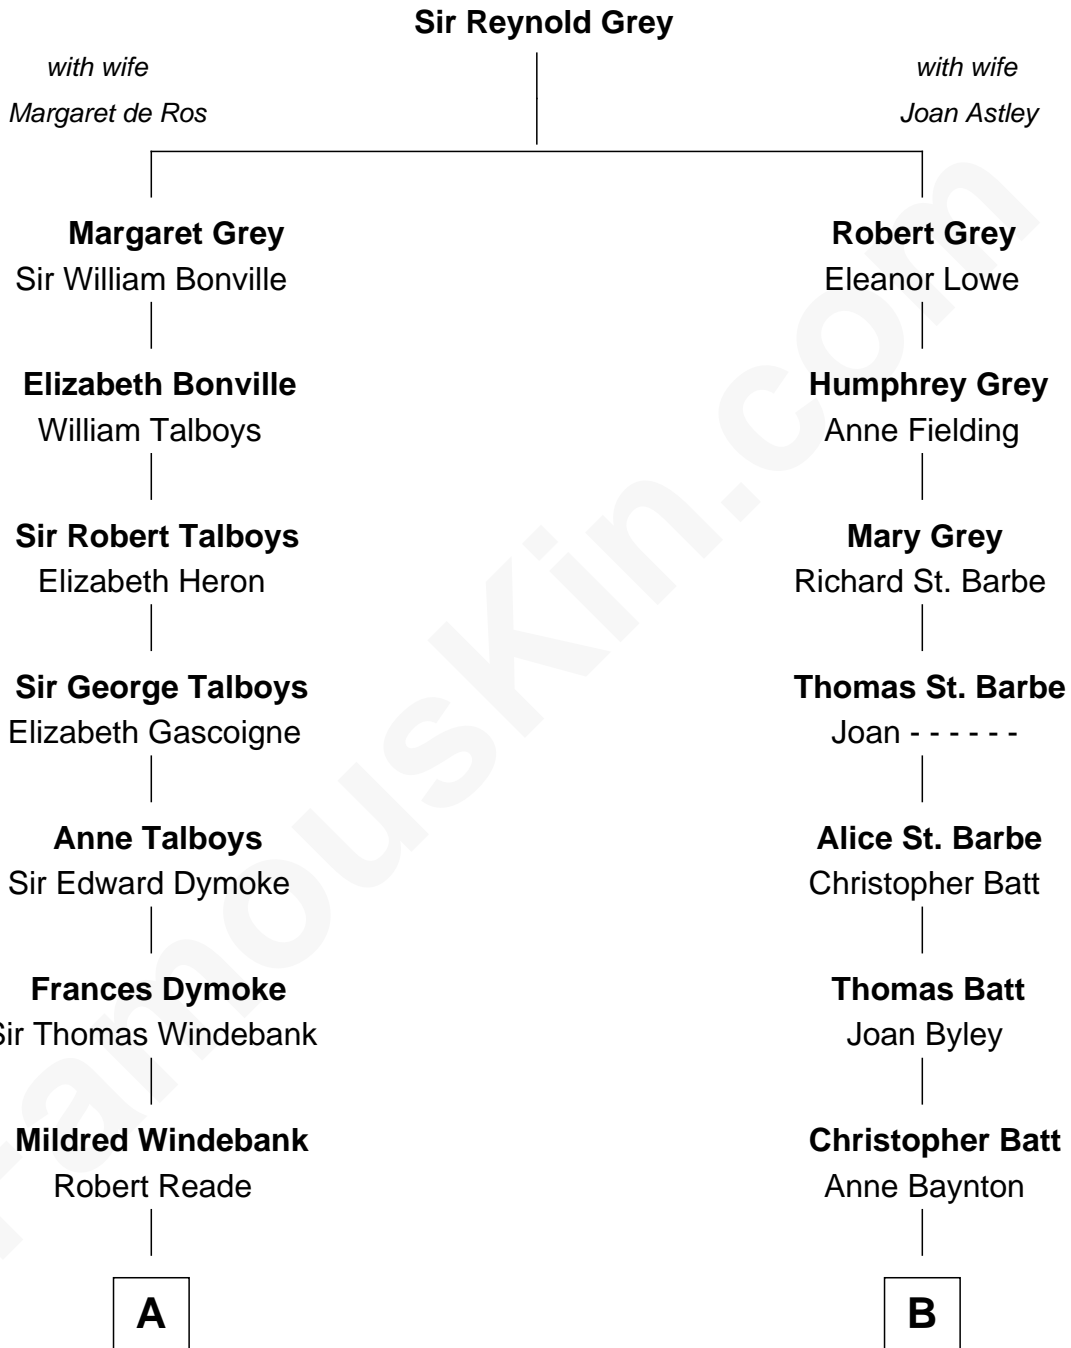 Sir Reynold Grey
with wife
Margaret de Ros
with wife
Joan Astley
Margaret Grey
Sir William Bonville
Robert Grey
Eleanor Lowe
Elizabeth Bonville
William Talboys
Humphrey Grey
Anne Fielding
Sir Robert Talboys
Elizabeth Heron
Mary Grey
Richard St. Barbe
Sir George Talboys
Elizabeth Gascoigne
Thomas St. Barbe
Joan - - - - - -
Anne Talboys
Sir Edward Dymoke
Alice St. Barbe
Christopher Batt
Frances Dymoke
Sir Thomas Windebank
Thomas Batt
Joan Byley
Mildred Windebank
Robert Reade
Christopher Batt
Anne Baynton
A
B
FamousKin.com